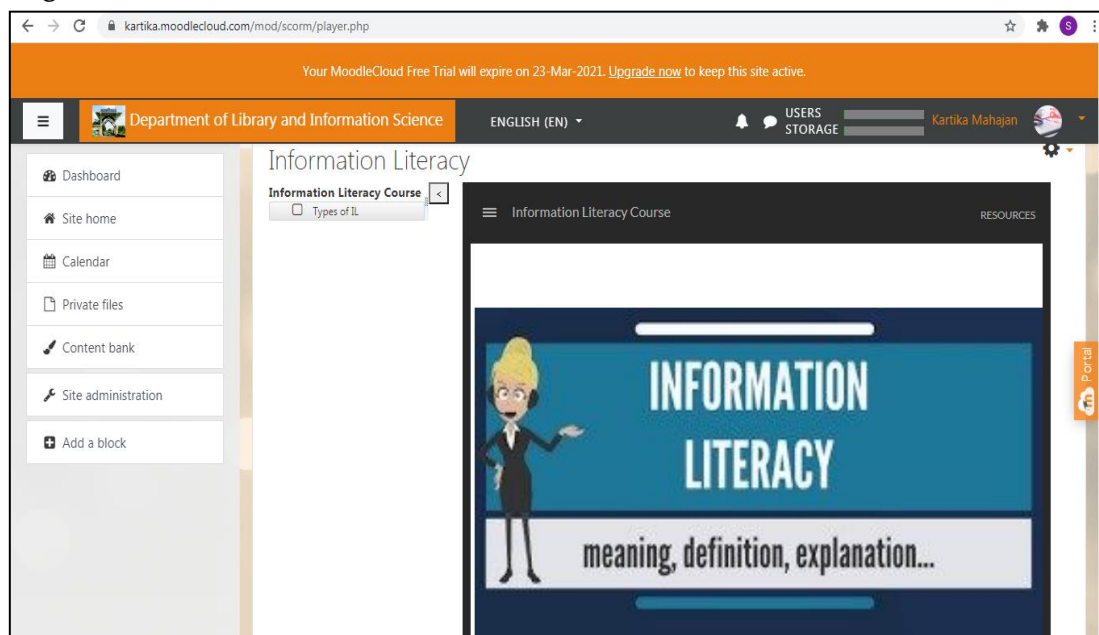 kartika.moodlecloud.com/mod/scorm/player.php
S
Your MoodleCloud Free Trial will expire on 23-Mar-2021. Upgrade now to keep this site active.
Department of Library and Information Science
ENGLISH (EN)
USERS
STORAGE
Kartika Mahajan
Dashboard
Site home
Calendar
Private files
Content bank
Site administration
Add a block
Information Literacy
Information Literacy Course <
Types of IL
Information Literacy Course
RESOURCES
INFORMATION
LITERACY
meaning, definition, explanation...
m Portal